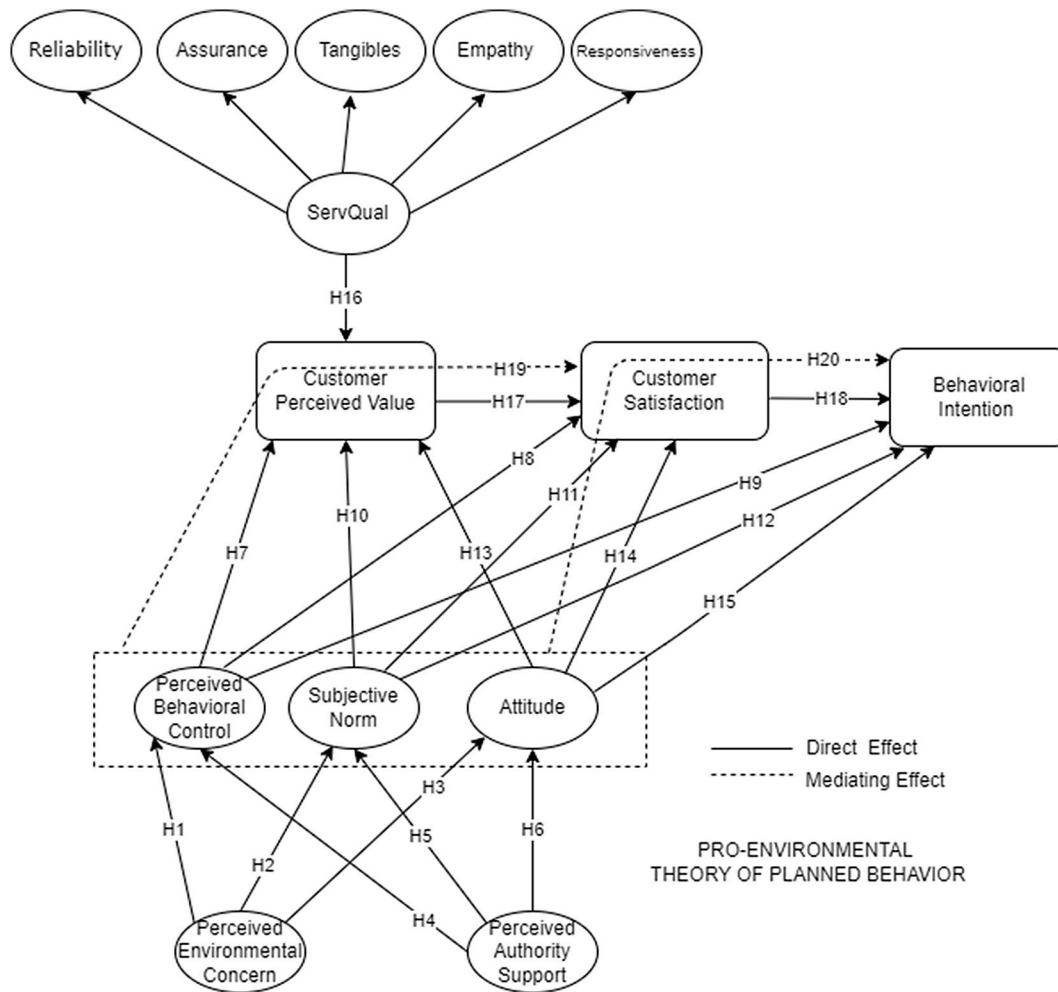 Reliability
Assurance
Tangibles
Empathy
Responsiveness
ServQual
H16
Customer
Perceived Value
H19
H17
Customer
Satisfaction
H20
H18
Behavioral
Intention
H8
H9
H11
H12
H10
H7
H13
H14
H15
Perceived
Behavioral
Control
Subjective
Norm
Attitude
Direct Effect
Mediating Effect
H3
H1
H5
H6
H2
H4
PRO-ENVIRONMENTAL
THEORY OF PLANNED BEHAVIOR
Perceived
Environmental
Concern
Perceived
Authority
Support